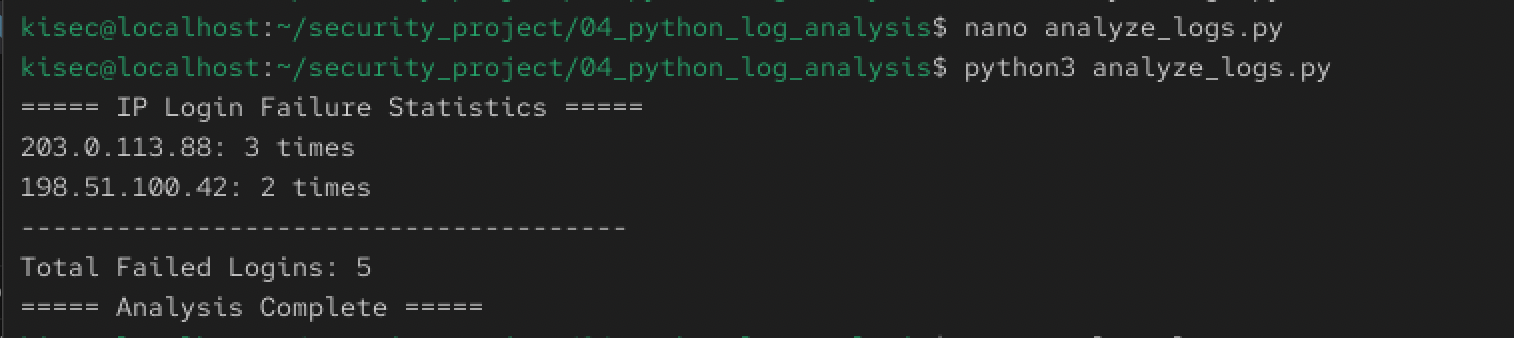 kisec@localhost:~/security_project/04_python_log_analysis$ nano analyze_logs.py
kisec@localhost:~/security_project/04_python_log_analysis$ python3 analyze_logs.py
===== IP Login Failure Statistics =====
203.0.113.88: 3 times
198.51.100.42: 2 times
--------------------------------------
Total Failed Logins: 5
===== Analysis Complete =====